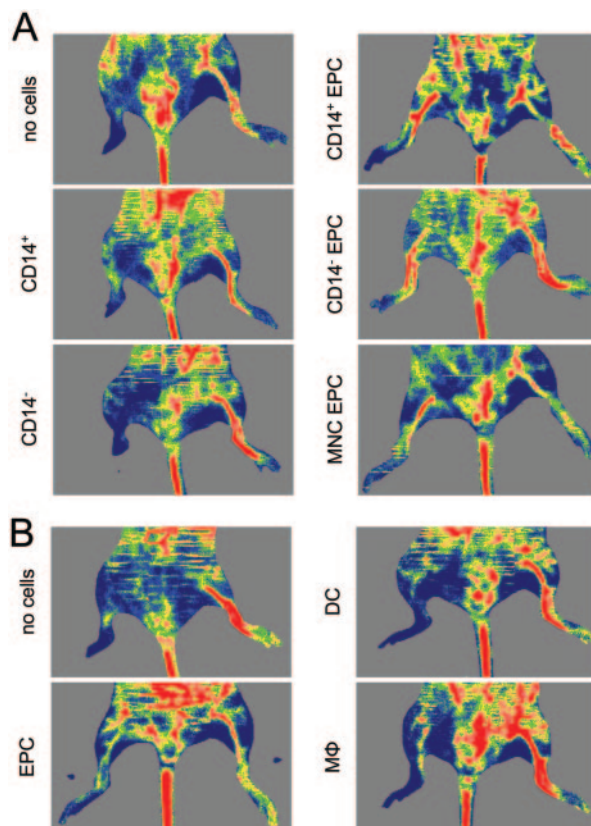 A
no cells
CD14+
CD14-
CD14+ EPC
CD14- EPC
MNC EPC
B
no cells
EPC
DC
MΦ